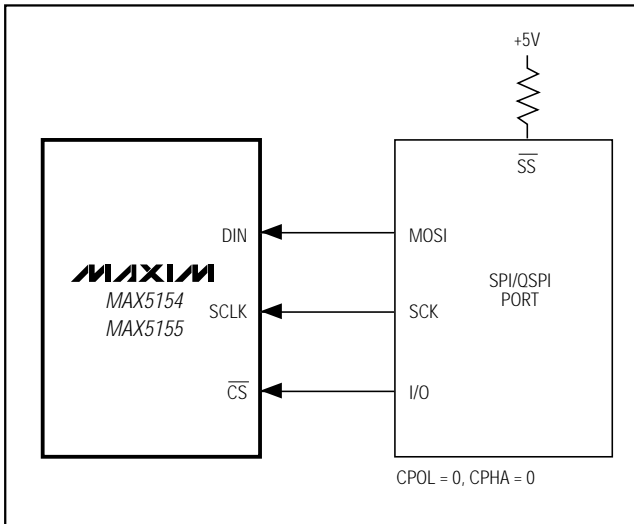 +5V
SS
DIN
MOSI
MAXIM
MAX5154
MAX5155
SCLK
SCK
SPI/QSPI
PORT
CS
I/O
CPOL = 0, CPHA = 0